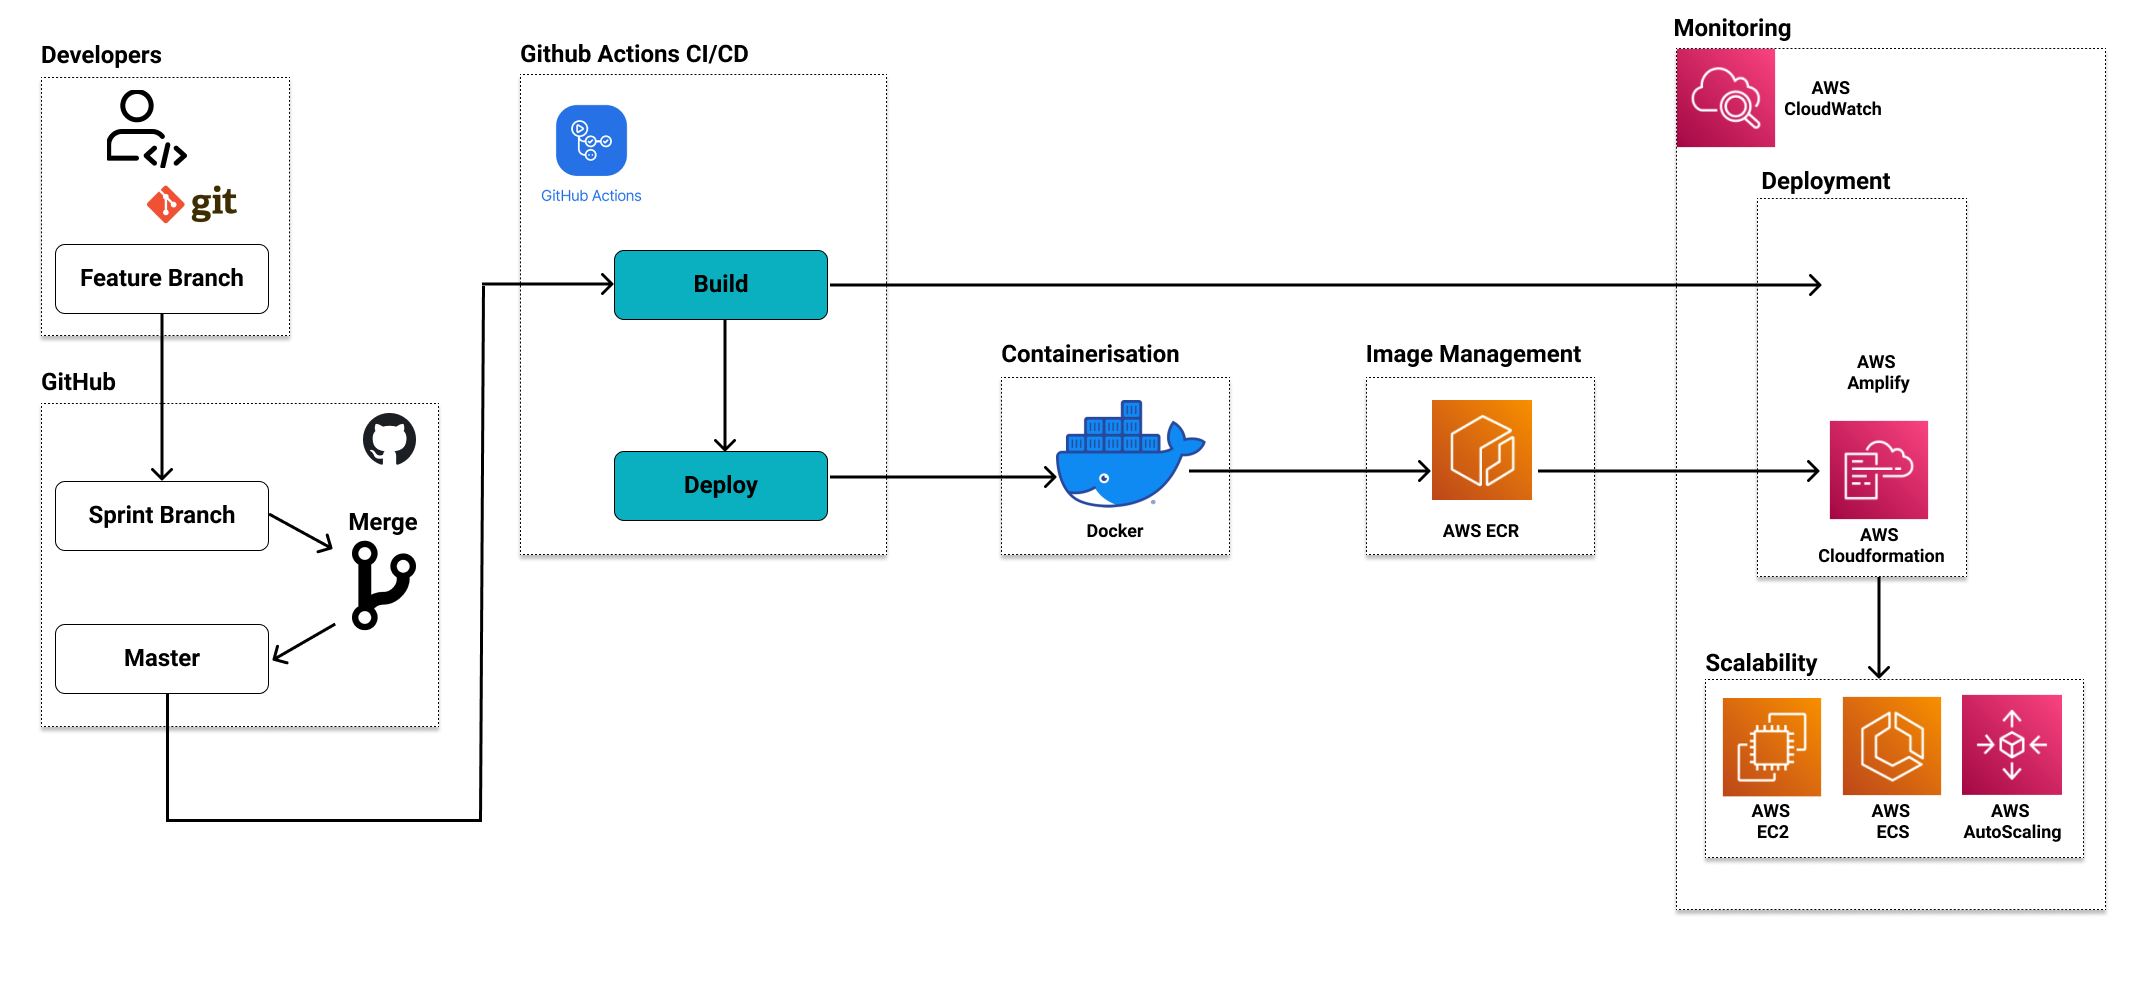 Developers
git
Feature Branch
GitHub
Sprint Branch
Merge
Master
Github Actions CI/CD
GitHub Actions
Build
Deploy
Containerisation
Docker
Image Management
AWS ECR
Monitoring
AWS
CloudWatch
Deployment
AWS
Amplify
AWS
Cloudformation
Scalability
AWS
EC2
AWS
ECS
AWS
AutoScaling